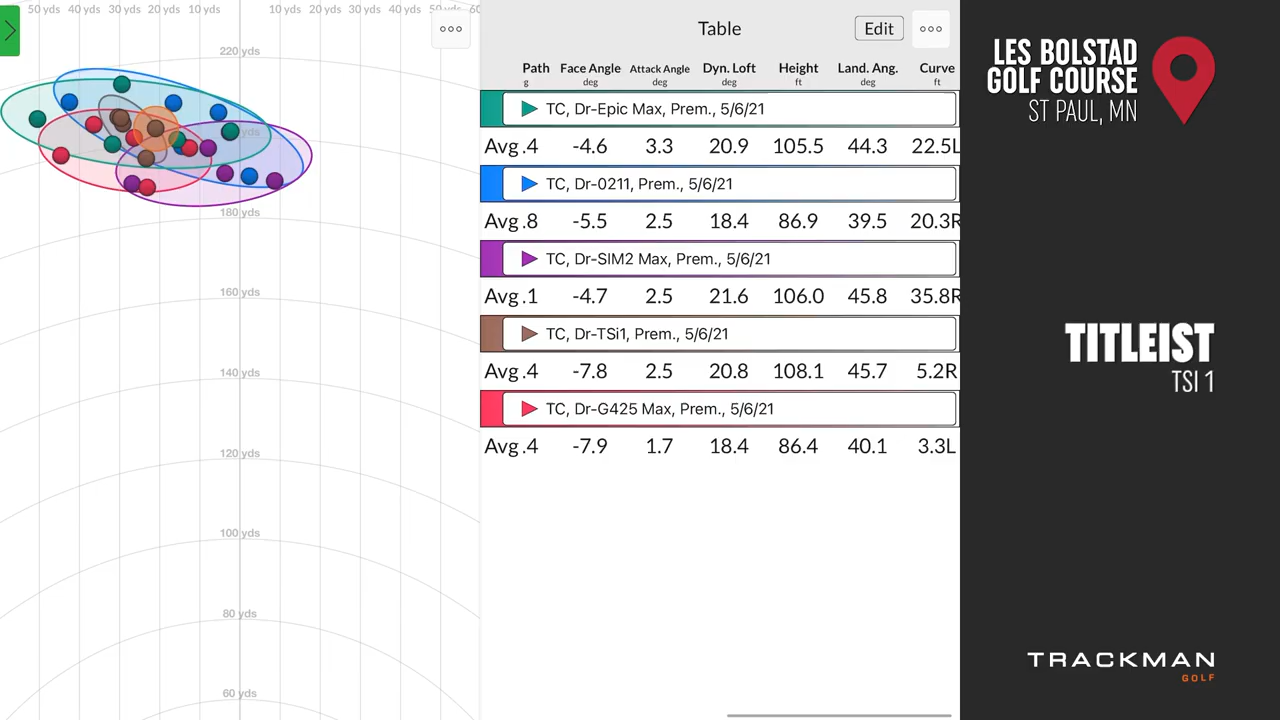 50 yds 40 yds 30 yds 20 yds 10 yds 10 yds 20 yds 30 yds 40 yds
220 yds
180 yds
160 yds
140 yds
120 yds
100 yds
80 yds
60 yds
Table
Edit
Path Face Angle Attack Angle Dyn. Loft Height Land. Ang. Curve
g deg deg deg ft deg ft
TC, Dr-Epic Max, Prem., 5/6/21
Avg .4 -4.6 3.3 20.9 105.5 44.3 22.5L
TC, Dr-0211, Prem., 5/6/21
Avg .8 -5.5 2.5 18.4 86.9 39.5 20.3R
TC, Dr-SIM2 Max, Prem., 5/6/21
Avg .1 -4.7 2.5 21.6 106.0 45.8 35.8R
TC, Dr-TSi1, Prem., 5/6/21
Avg .4 -7.8 2.5 20.8 108.1 45.7 5.2R
TC, Dr-G425 Max, Prem., 5/6/21
Avg .4 -7.9 1.7 18.4 86.4 40.1 3.3L
LES BOLSTAD
GOLF COURSE
ST PAUL, MN
TITLEIST
TSI 1
TRACKMAN
GOLF